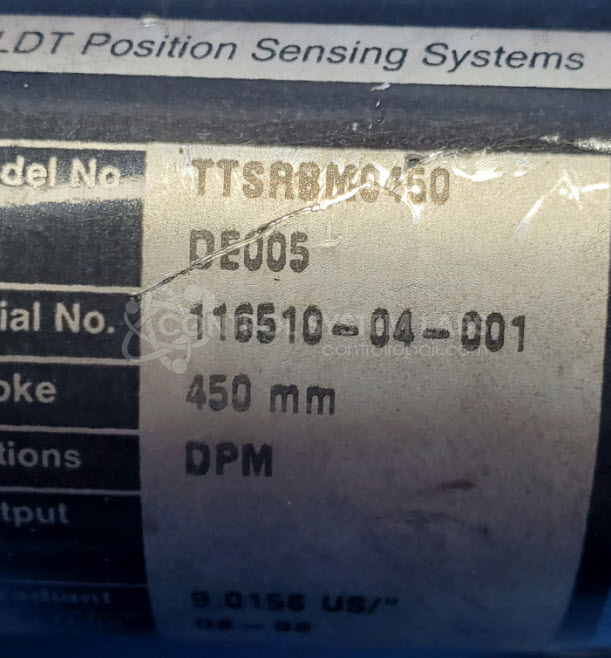 LDT Position Sensing Systems
del No TTSRBM0450
DE005
ial No. 116510-04-001
oke 450 mm
tions DPM
tput
radient 9.0156 US/"